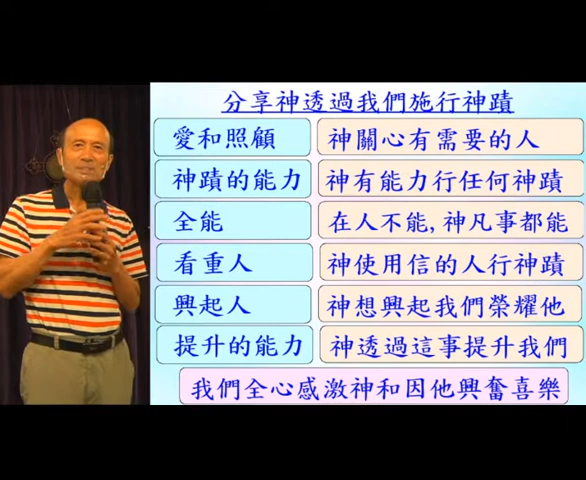 分享神透過我們施行神蹟
愛和照顧 神關心有需要的人
神蹟的能力 神有能力行任何神蹟
全能 在人不能,神凡事都能
看重人 神使用信的人行神蹟
興起人 神想興起我們榮耀他
提升的能力 神透過這事提升我們
我們全心感激神和因他興奮喜樂